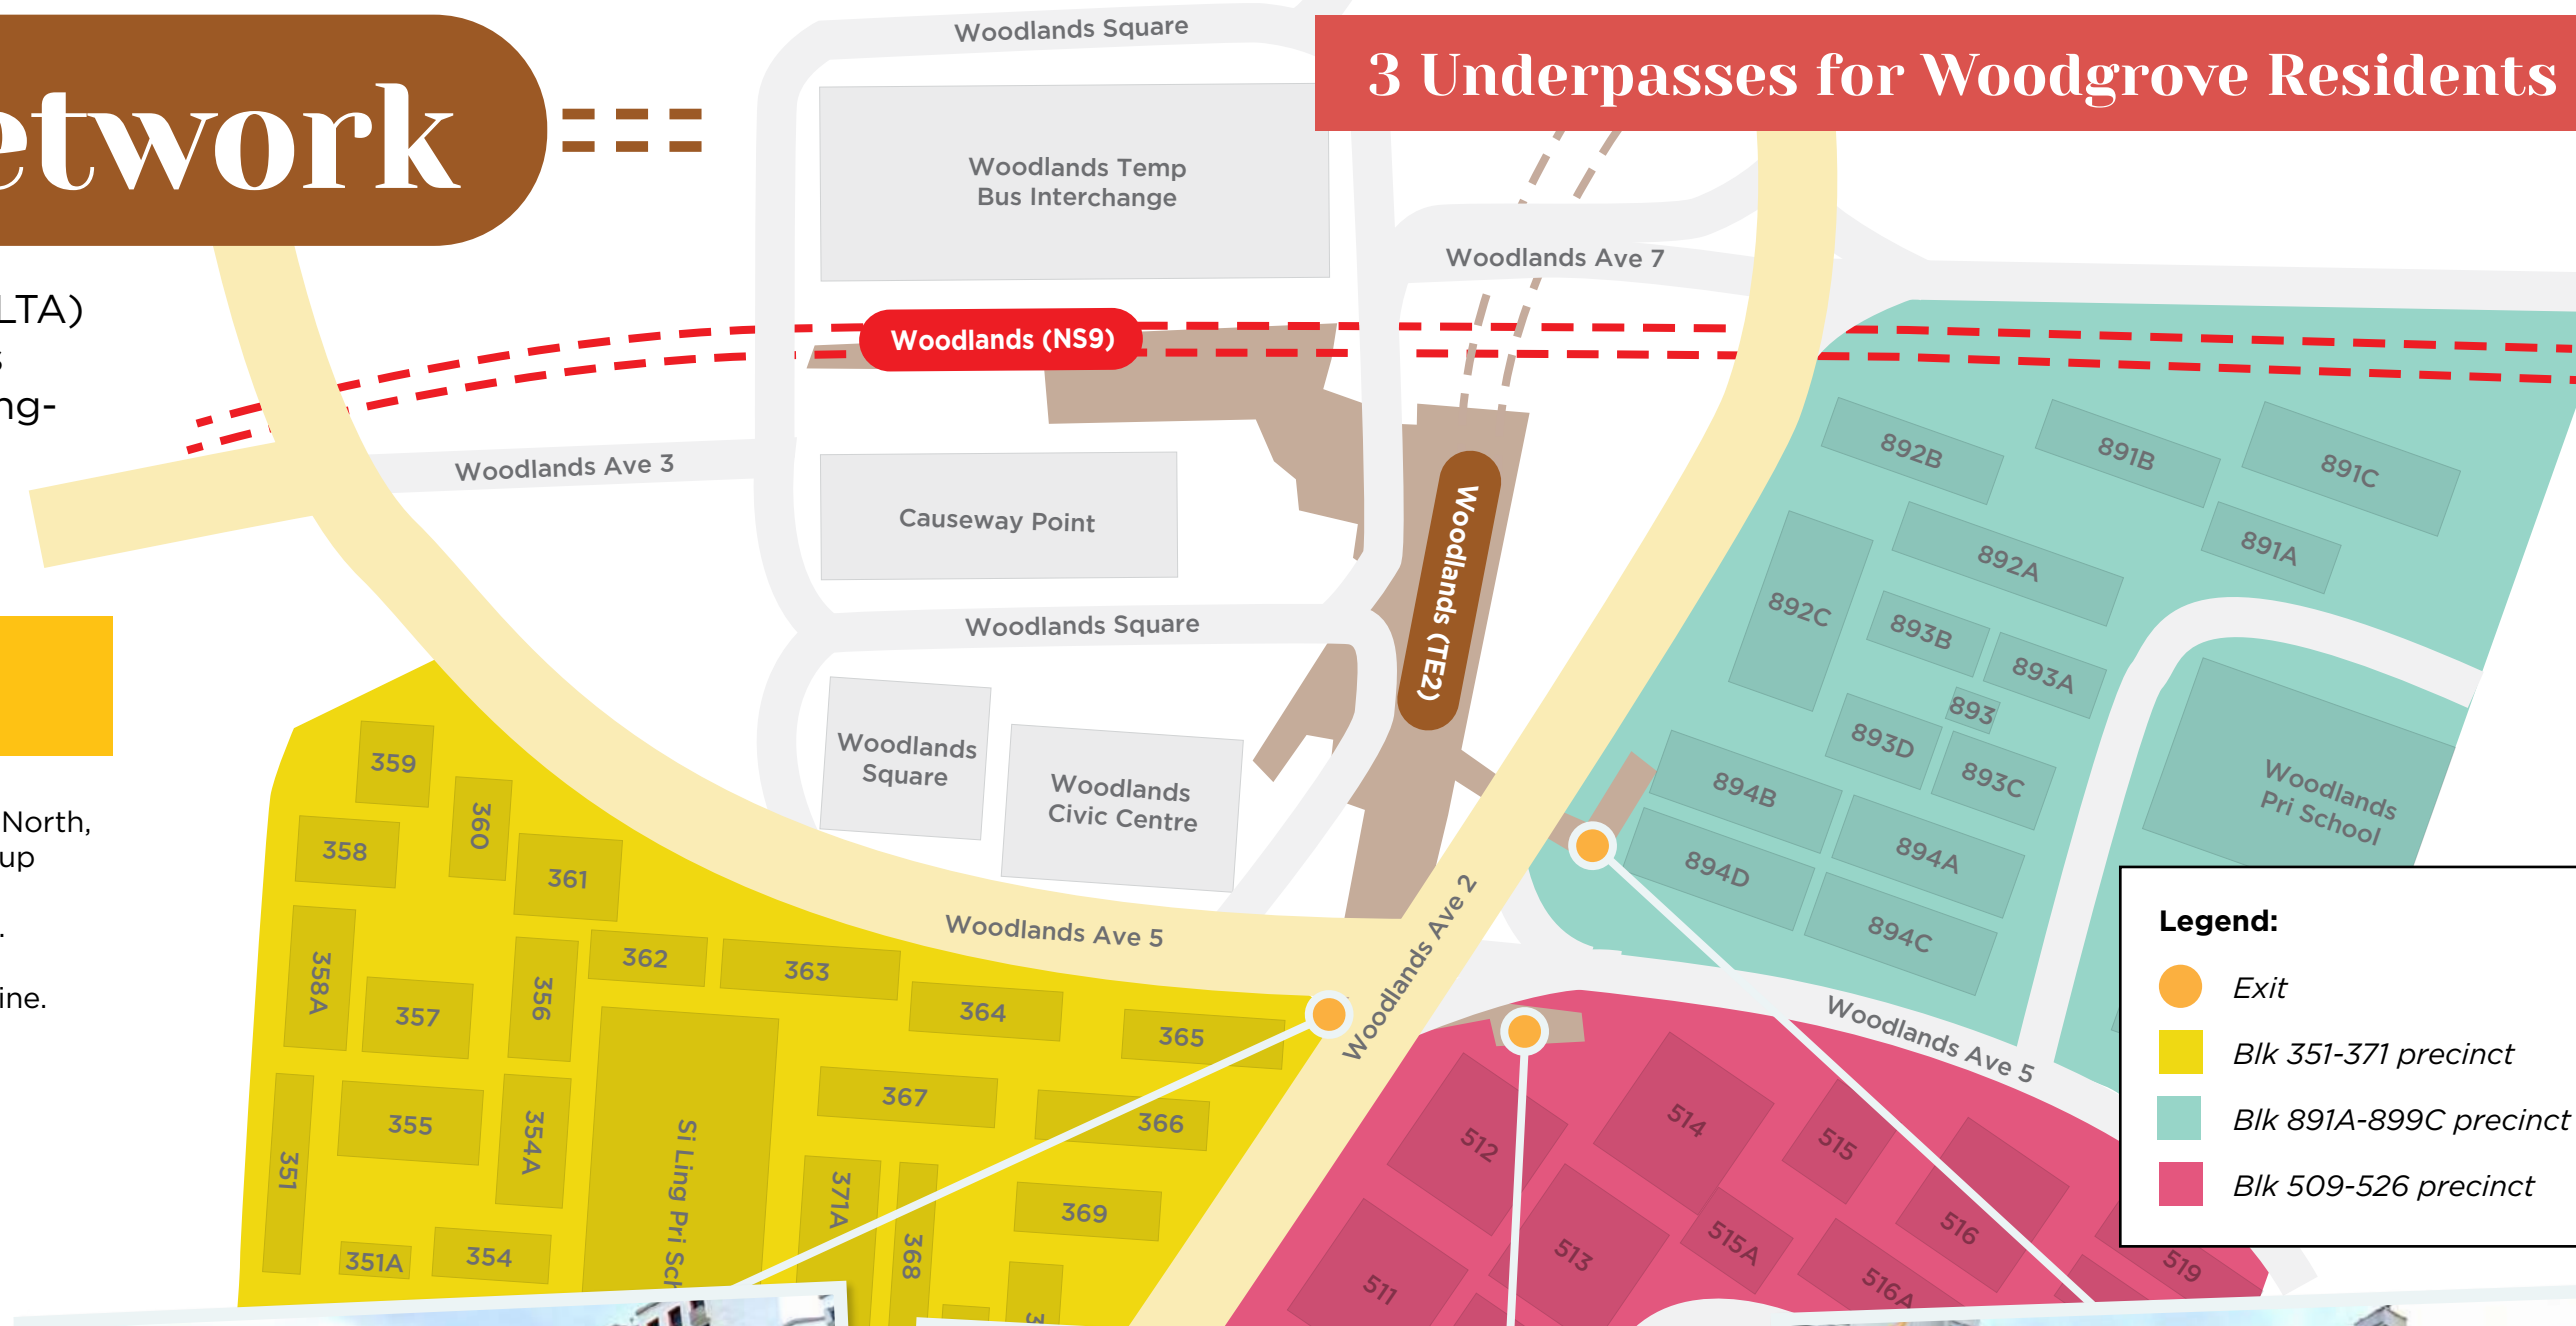 etwork
3 Underpasses for Woodgrove Residents
LTA)
ng-
North,
up
.
ine.
Woodlands Square
Woodlands Temp
Bus Interchange
Woodlands Ave 7
Woodlands (NS9)
Woodlands Ave 3
Causeway Point
Woodlands (TE2)
Woodlands Square
Woodlands
Square
Woodlands
Civic Centre
Woodlands Ave 5
Woodlands Ave 2
Woodlands Ave 5
892B
891B
891C
891A
892A
892C
893B
893A
893
893D
893C
894B
894A
894D
894C
Woodlands
Pri School
359
360
358
361
362
363
358A
357
356
364
365
355
354A
367
366
351
371A
368
369
351A
354
Si Ling Pri Sch
512
514
515
516
513
515A
511
516A
519
Legend:
Exit
Blk 351-371 precinct
Blk 891A-899C precinct
Blk 509-526 precinct